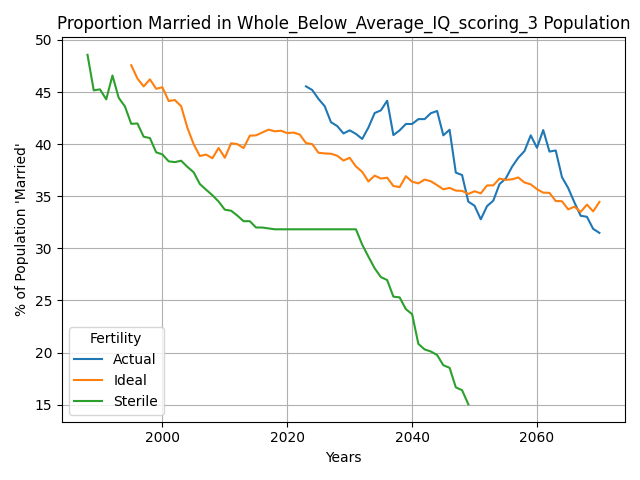 Proportion Married in Whole_Below_Average_IQ_scoring_3 Population
% of Population 'Married'
50
45
40
35
30
25
20
15
Fertility
Actual
Ideal
Sterile
2000
2020
2040
2060
Years